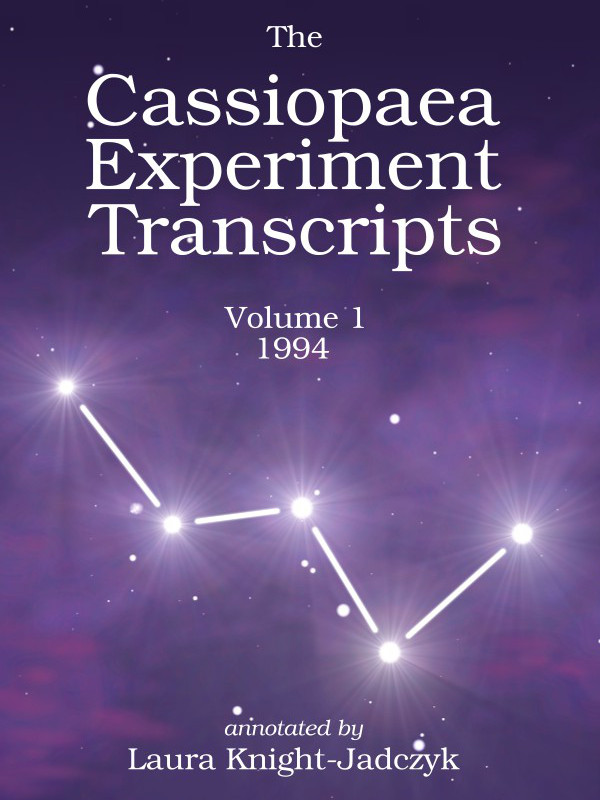 The
Cassiopaea
Experiment
Transcripts
Volume 1
1994
annotated by
Laura Knight-Jadczyk